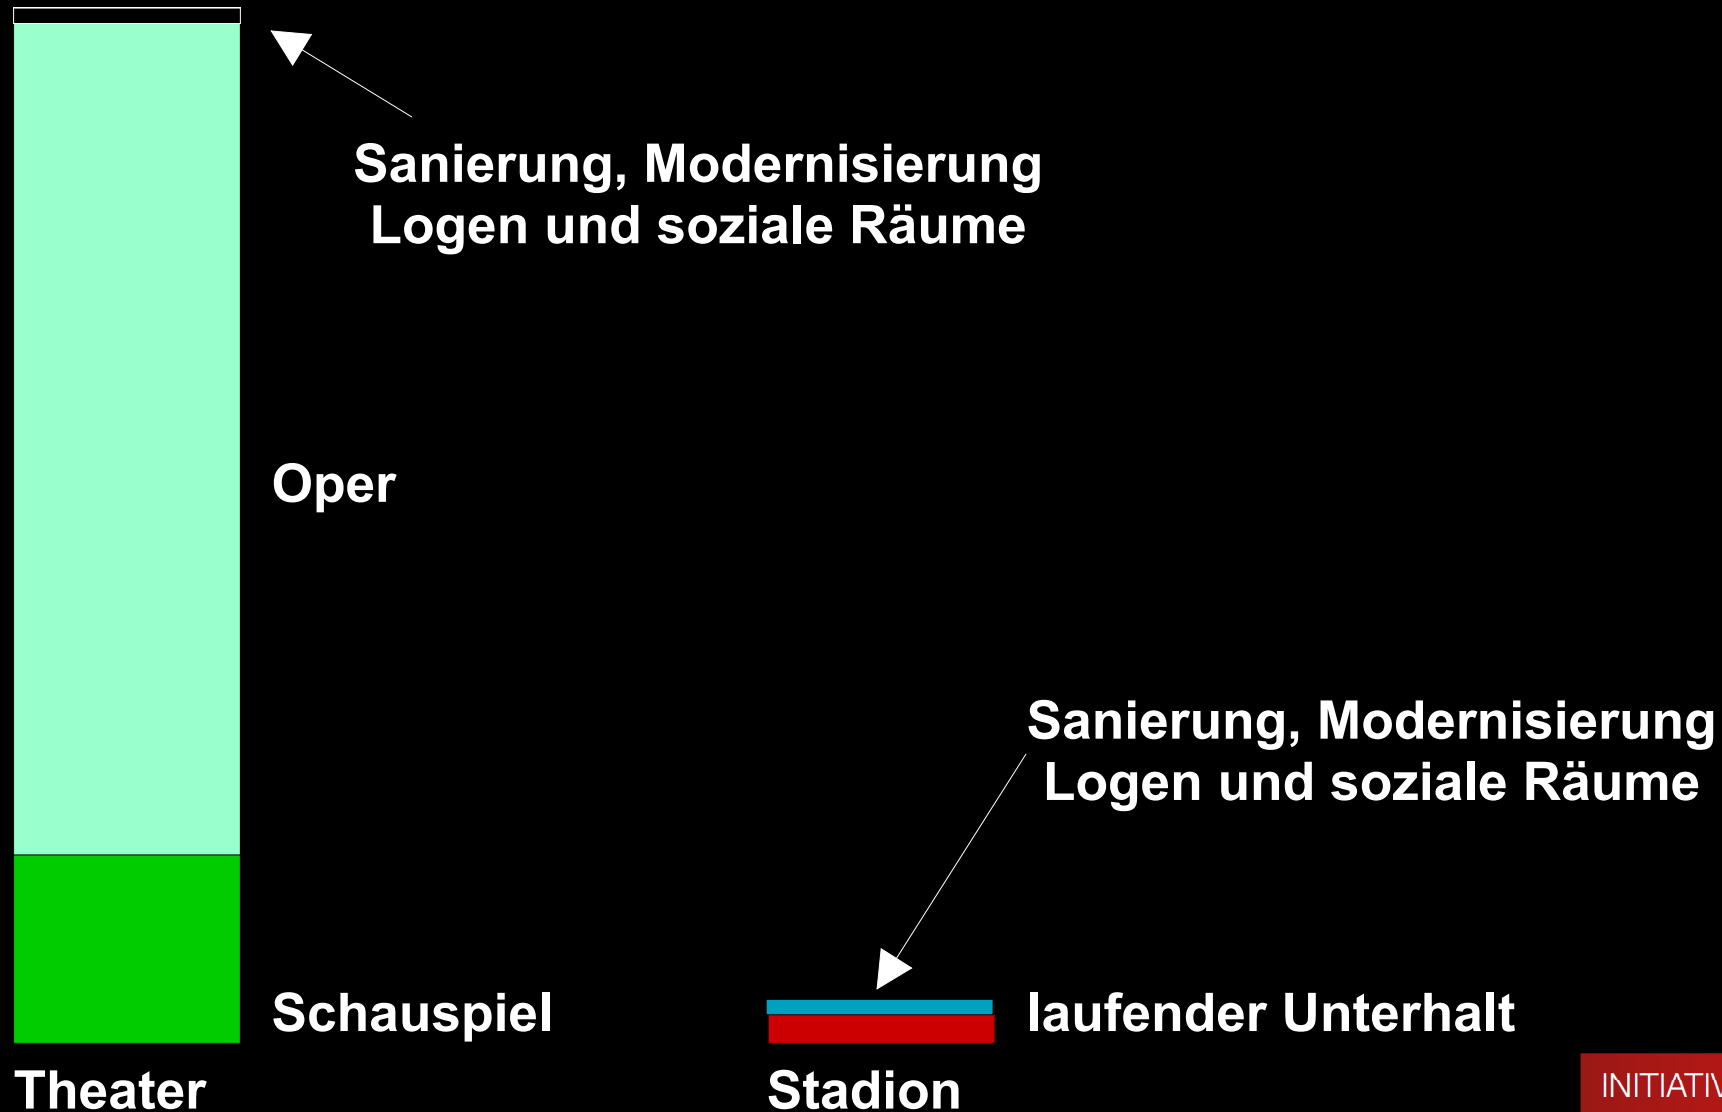 Sanierung, Modernisierung
Logen und soziale Räume
Oper
Sanierung, Modernisierung
Logen und soziale Räume
Schauspiel
laufender Unterhalt
Theater
Stadion